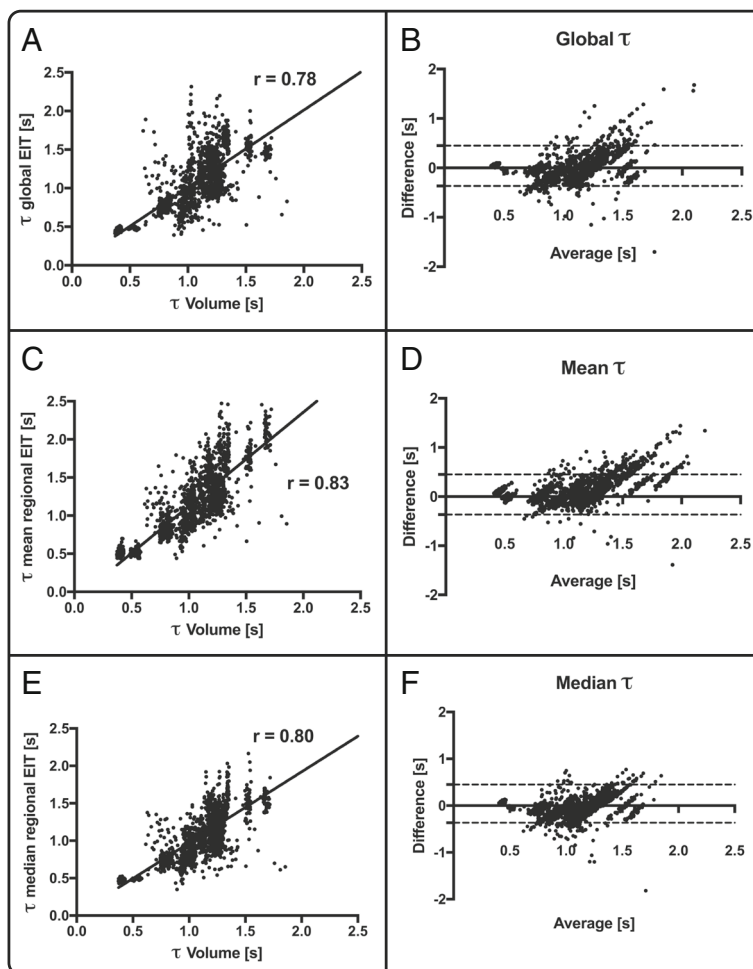 A
τ global EIT [s]
2.5
2.0
1.5
1.0
0.5
0.0
r = 0.78
0.0 0.5 1.0 1.5 2.0 2.5
τ Volume [s]
B
Global τ
Difference [s]
2
1
0
-1
-2
0.5 1.0 1.5 2.0 2.5
Average [s]
C
τ mean regional EIT [s]
2.5
2.0
1.5
1.0
0.5
0.0
r = 0.83
0.0 0.5 1.0 1.5 2.0 2.5
τ Volume [s]
D
Mean τ
Difference [s]
2
1
0
-1
-2
0.5 1.0 1.5 2.0 2.5
Average [s]
E
τ median regional EIT [s]
2.5
2.0
1.5
1.0
0.5
0.0
r = 0.80
0.0 0.5 1.0 1.5 2.0 2.5
τ Volume [s]
F
Median τ
Difference [s]
2
1
0
-1
-2
0.5 1.0 1.5 2.0 2.5
Average [s]